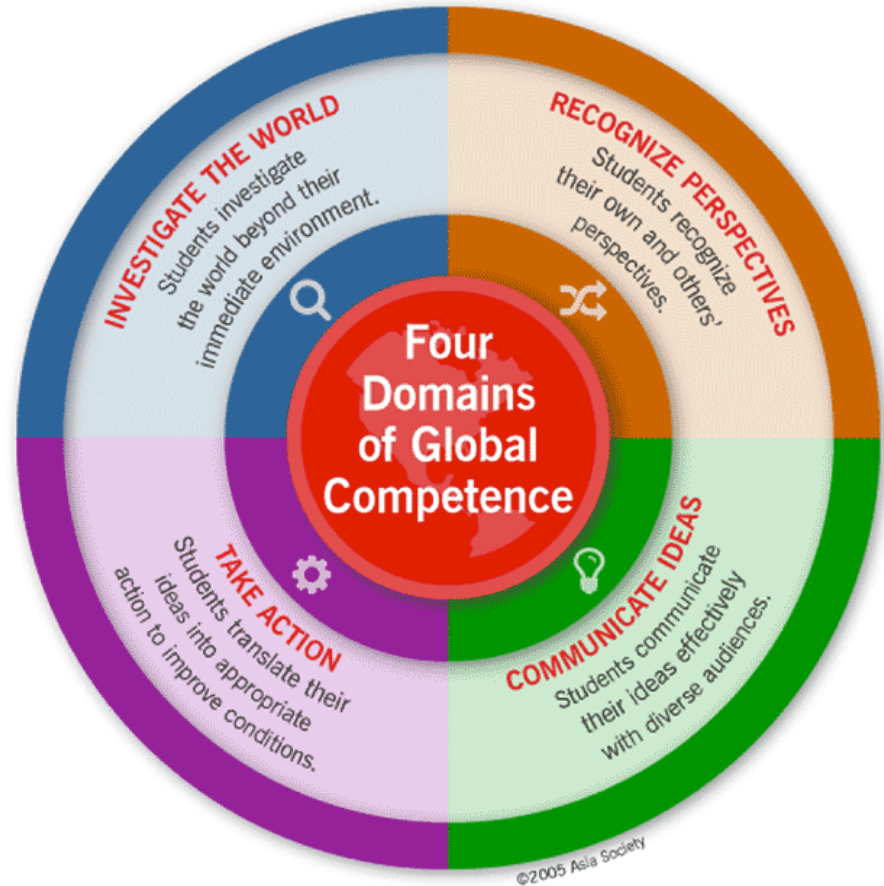 Four
Domains
of Global
Competence
INVESTIGATE THE WORLD
Students investigate
the world beyond their
immediate environment.
RECOGNIZE PERSPECTIVES
Students recognize
their own and others'
perspectives.
COMMUNICATE IDEAS
Students communicate
their ideas effectively
with diverse audiences.
TAKE ACTION
Students translate their
ideas into appropriate
action to improve conditions.
©2005 Asia Society